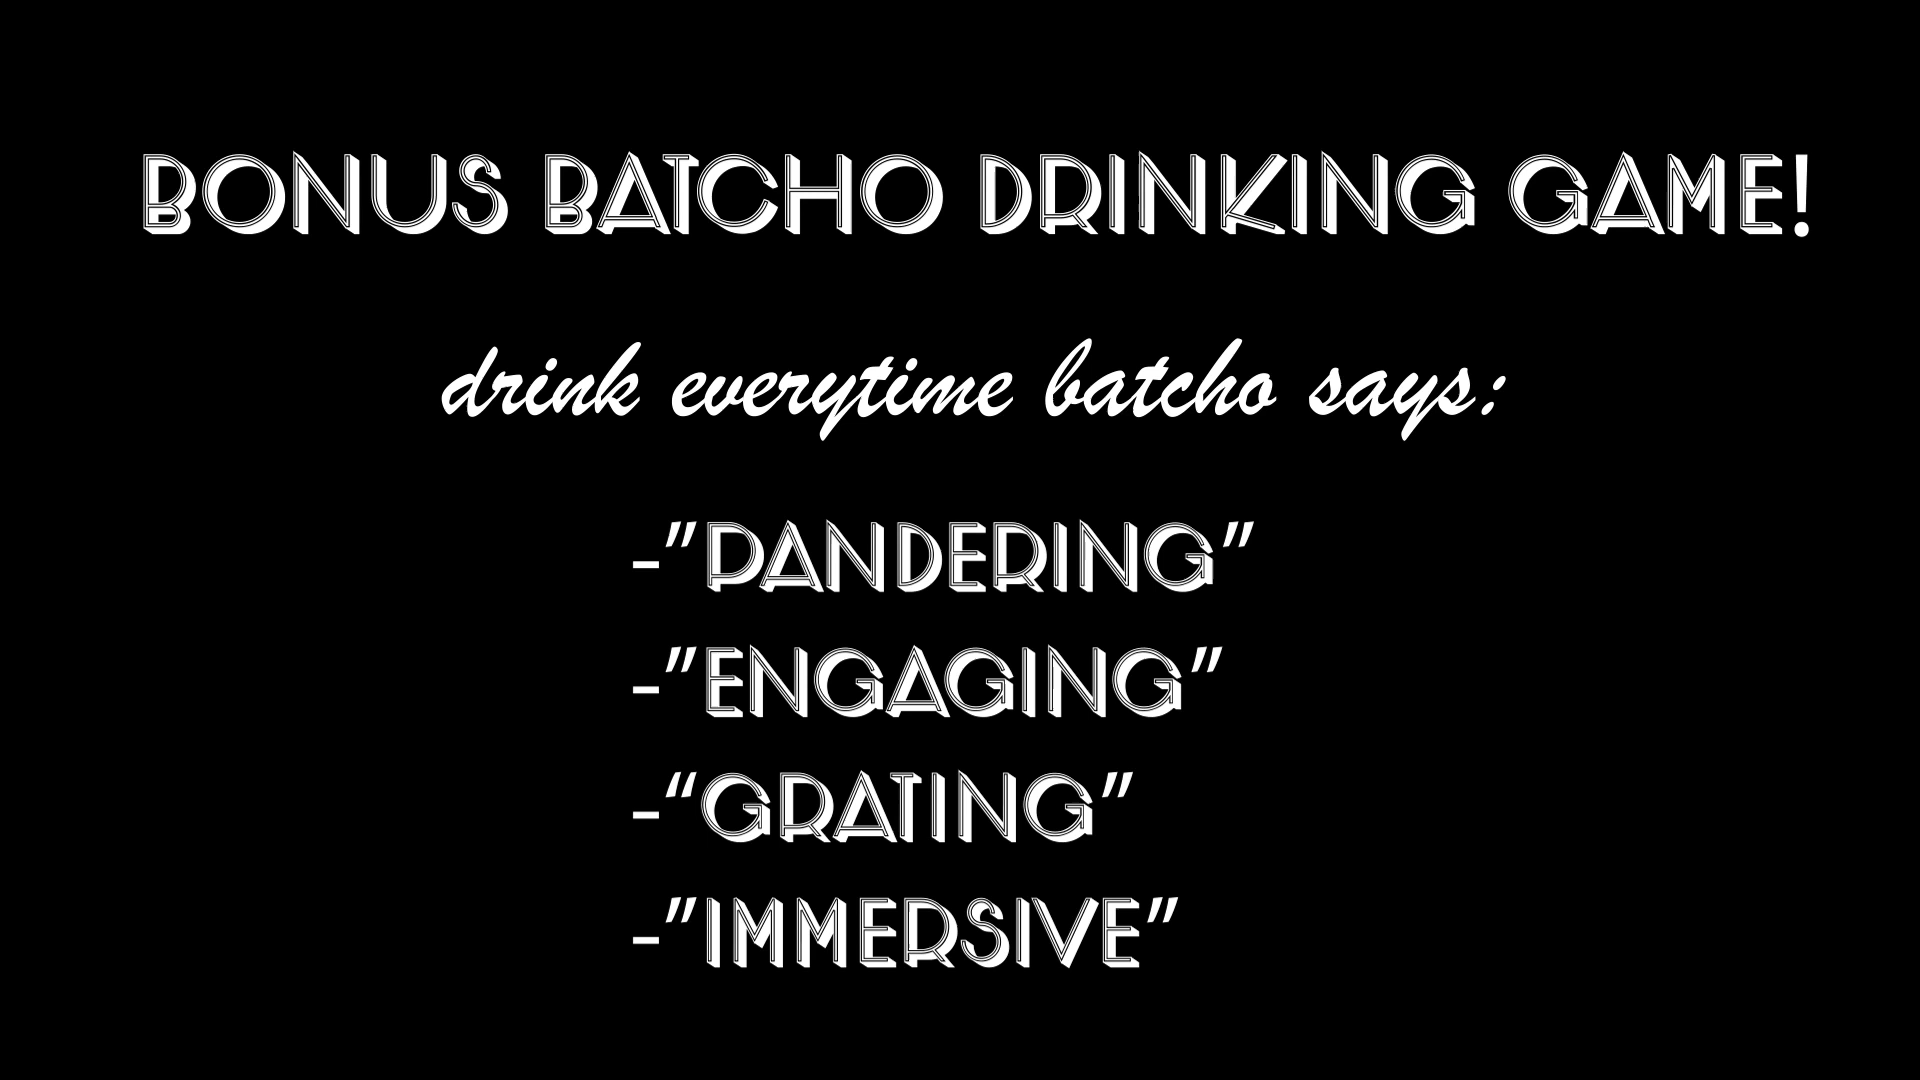 BONUS BATCHO DRINKING GAME!
drink everytime batcho says:
-"PANDERING"
-"ENGAGING"
-"GRATING"
-"IMMERSIVE"